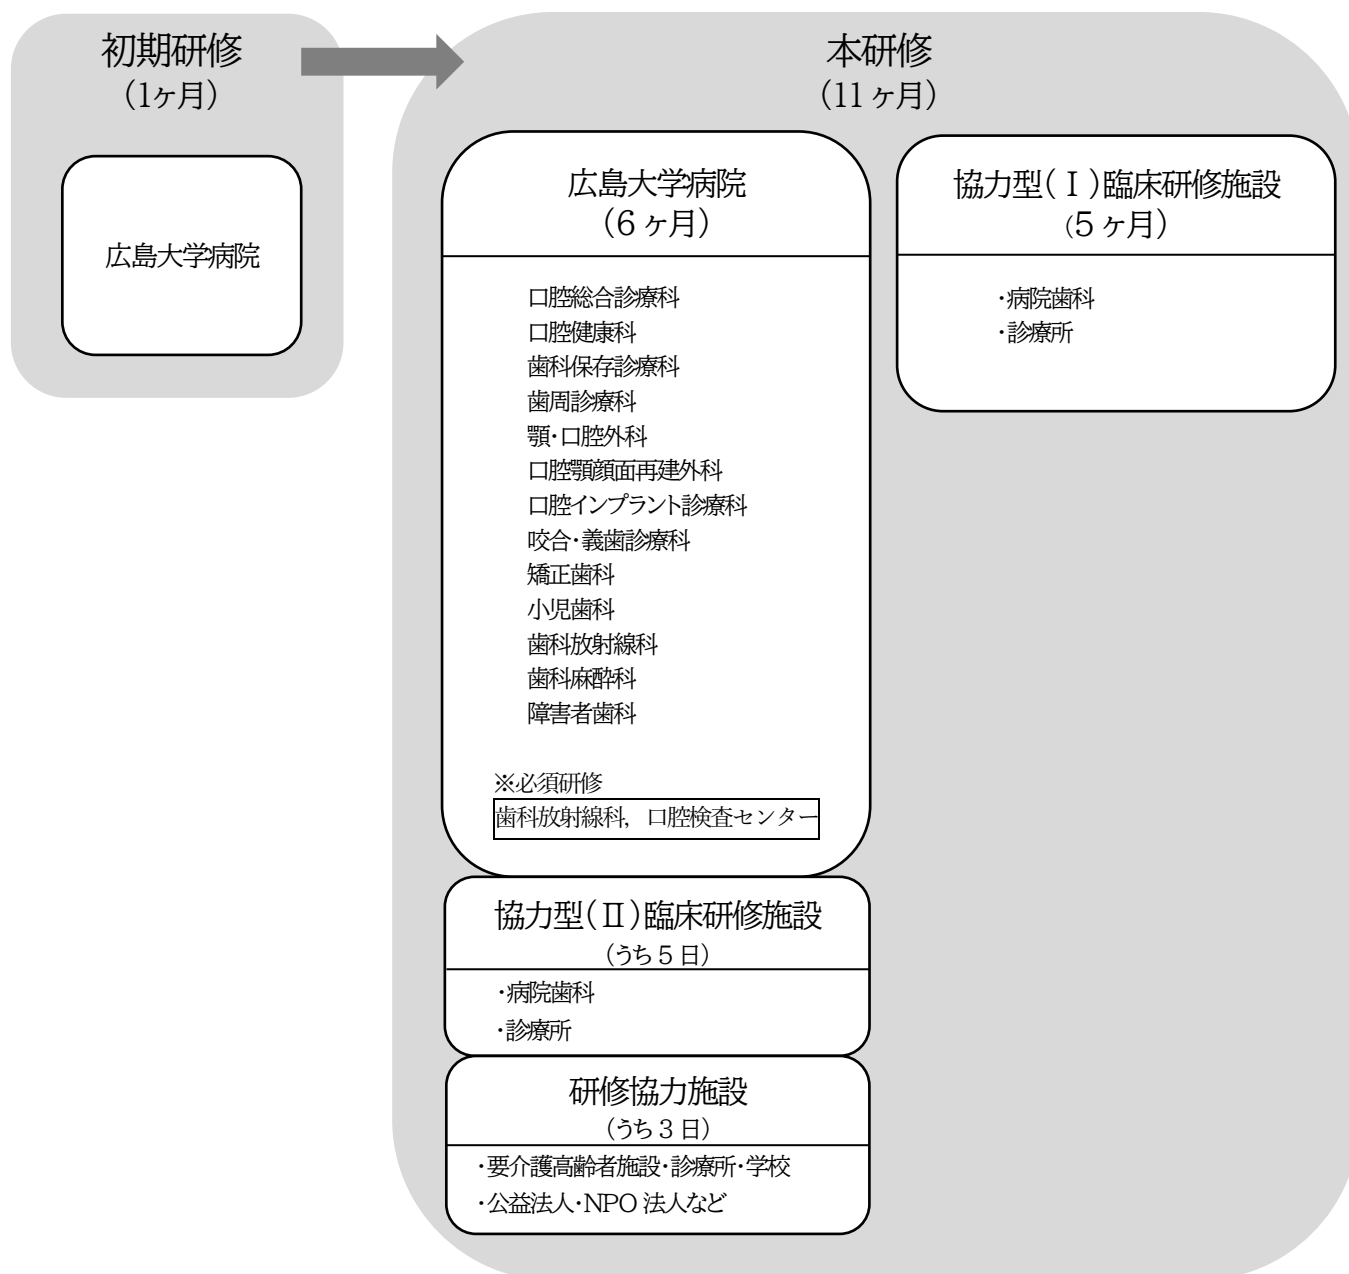 初期研修
（1ヶ月）
広島大学病院
本研修
（11 ヶ月）
広島大学病院
（6 ヶ月）
口腔総合診療科
口腔健康科
歯科保存診療科
歯周診療科
顎・口腔外科
口腔顎顔面再建外科
口腔インプラント診療科
咬合・義歯診療科
矯正歯科
小児歯科
歯科放射線科
歯科麻酔科
障害者歯科
※必須研修
歯科放射線科，口腔検査センター
協力型（Ⅱ）臨床研修施設
（うち 5 日）
・病院歯科
・診療所
研修協力施設
（うち 3 日）
・要介護高齢者施設・診療所・学校
・公益法人・NPO 法人など
協力型（Ⅰ）臨床研修施設
（5 ヶ月）
・病院歯科
・診療所